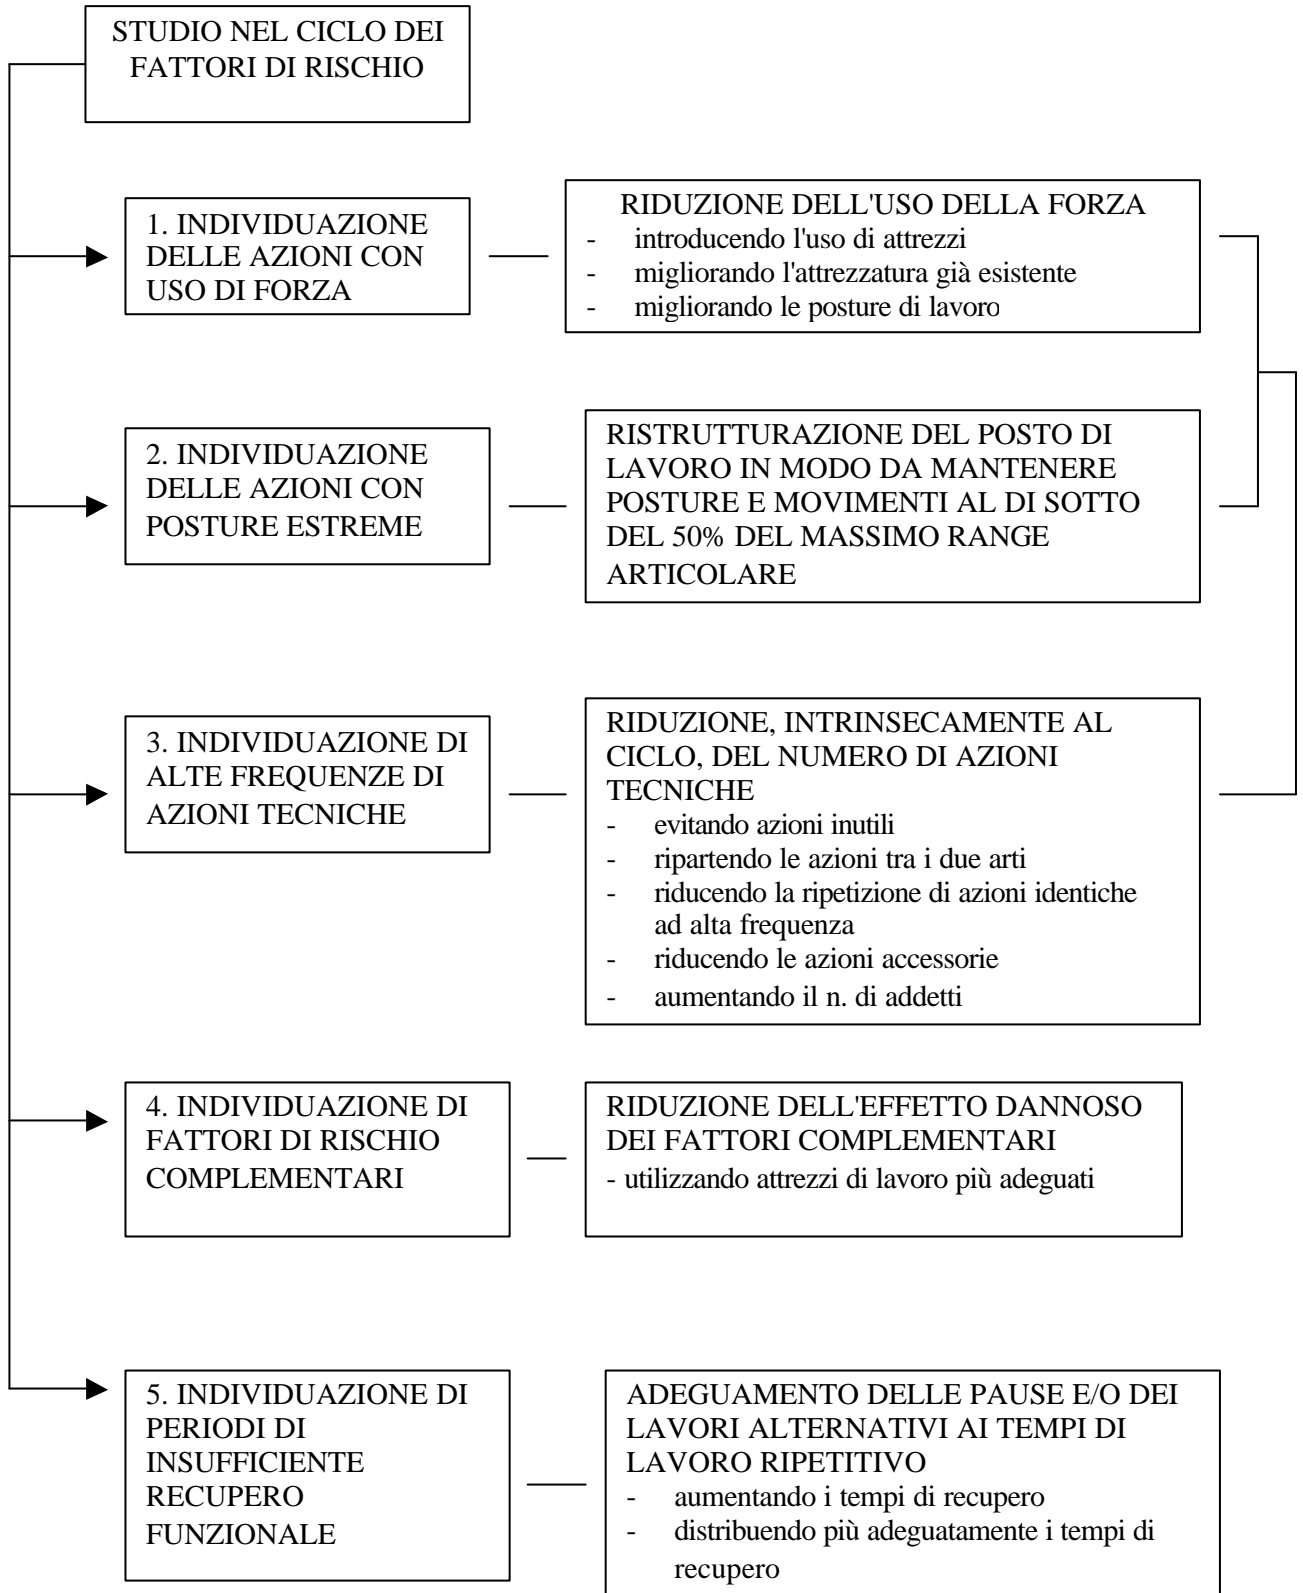 STUDIO NEL CICLO DEI
FATTORI DI RISCHIO
1. INDIVIDUAZIONE
DELLE AZIONI CON
USO DI FORZA
RIDUZIONE DELL'USO DELLA FORZA
- introducendo l'uso di attrezzi
- migliorando l'attrezzatura già esistente
- migliorando le posture di lavoro
2. INDIVIDUAZIONE
DELLE AZIONI CON
POSTURE ESTREME
RISTRUTTURAZIONE DEL POSTO DI
LAVORO IN MODO DA MANTENERE
POSTURE E MOVIMENTI AL DI SOTTO
DEL 50% DEL MASSIMO RANGE
ARTICOLARE
3. INDIVIDUAZIONE DI
ALTE FREQUENZE DI
AZIONI TECNICHE
RIDUZIONE, INTRINSECAMENTE AL
CICLO, DEL NUMERO DI AZIONI
TECNICHE
- evitando azioni inutili
- ripartendo le azioni tra i due arti
- riducendo la ripetizione di azioni identiche
ad alta frequenza
- riducendo le azioni accessorie
- aumentando il n. di addetti
4. INDIVIDUAZIONE DI
FATTORI DI RISCHIO
COMPLEMENTARI
RIDUZIONE DELL'EFFETTO DANNOSO
DEI FATTORI COMPLEMENTARI
- utilizzando attrezzi di lavoro più adeguati
5. INDIVIDUAZIONE DI
PERIODI DI
INSUFFICIENTE
RECUPERO
FUNZIONALE
ADEGUAMENTO DELLE PAUSE E/O DEI
LAVORI ALTERNATIVI AI TEMPI DI
LAVORO RIPETITIVO
- aumentando i tempi di recupero
- distribuendo più adeguatamente i tempi di
recupero